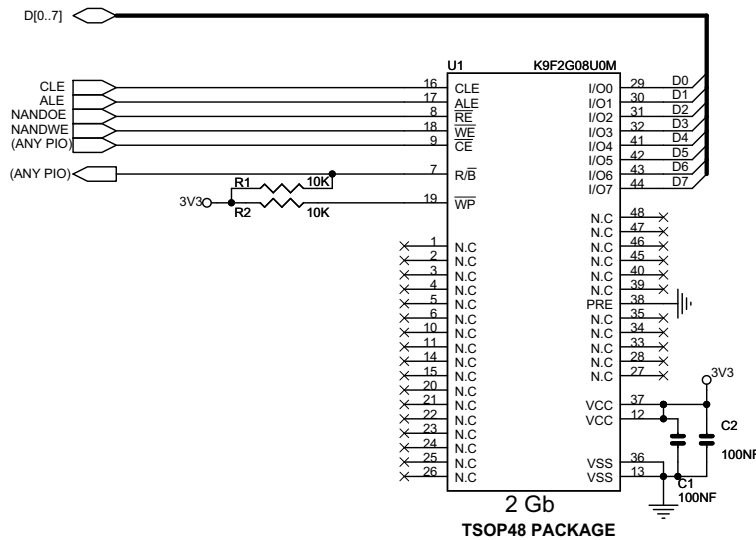 D[0..7]
U1 K9F2G08U0M
CLE 16 CLE I/O0 29 D0
ALE 17 ALE I/O1 30 D1
NANDOE 8 RE I/O2 31 D2
NANDWE 18 WE I/O3 32 D3
(ANY PIO) 9 CE I/O4 41 D4
I/O5 42 D5
(ANY PIO) 7 R/B I/O6 43 D6
I/O7 44 D7
R1 10K
3V3 R2 10K 19 WP
N.C 48
N.C 47
1 N.C N.C 46
2 N.C N.C 45
3 N.C N.C 40
4 N.C N.C 39
5 N.C PRE 38
6 N.C N.C 35
10 N.C N.C 34
11 N.C N.C 33
14 N.C N.C 28
15 N.C N.C 27
3V3
20 N.C
21 N.C VCC 37
22 N.C VCC 12
C2
23 N.C
24 N.C
100NF
25 N.C VSS 36
26 N.C VSS 13
C1
100NF
2 Gb
TSOP48 PACKAGE